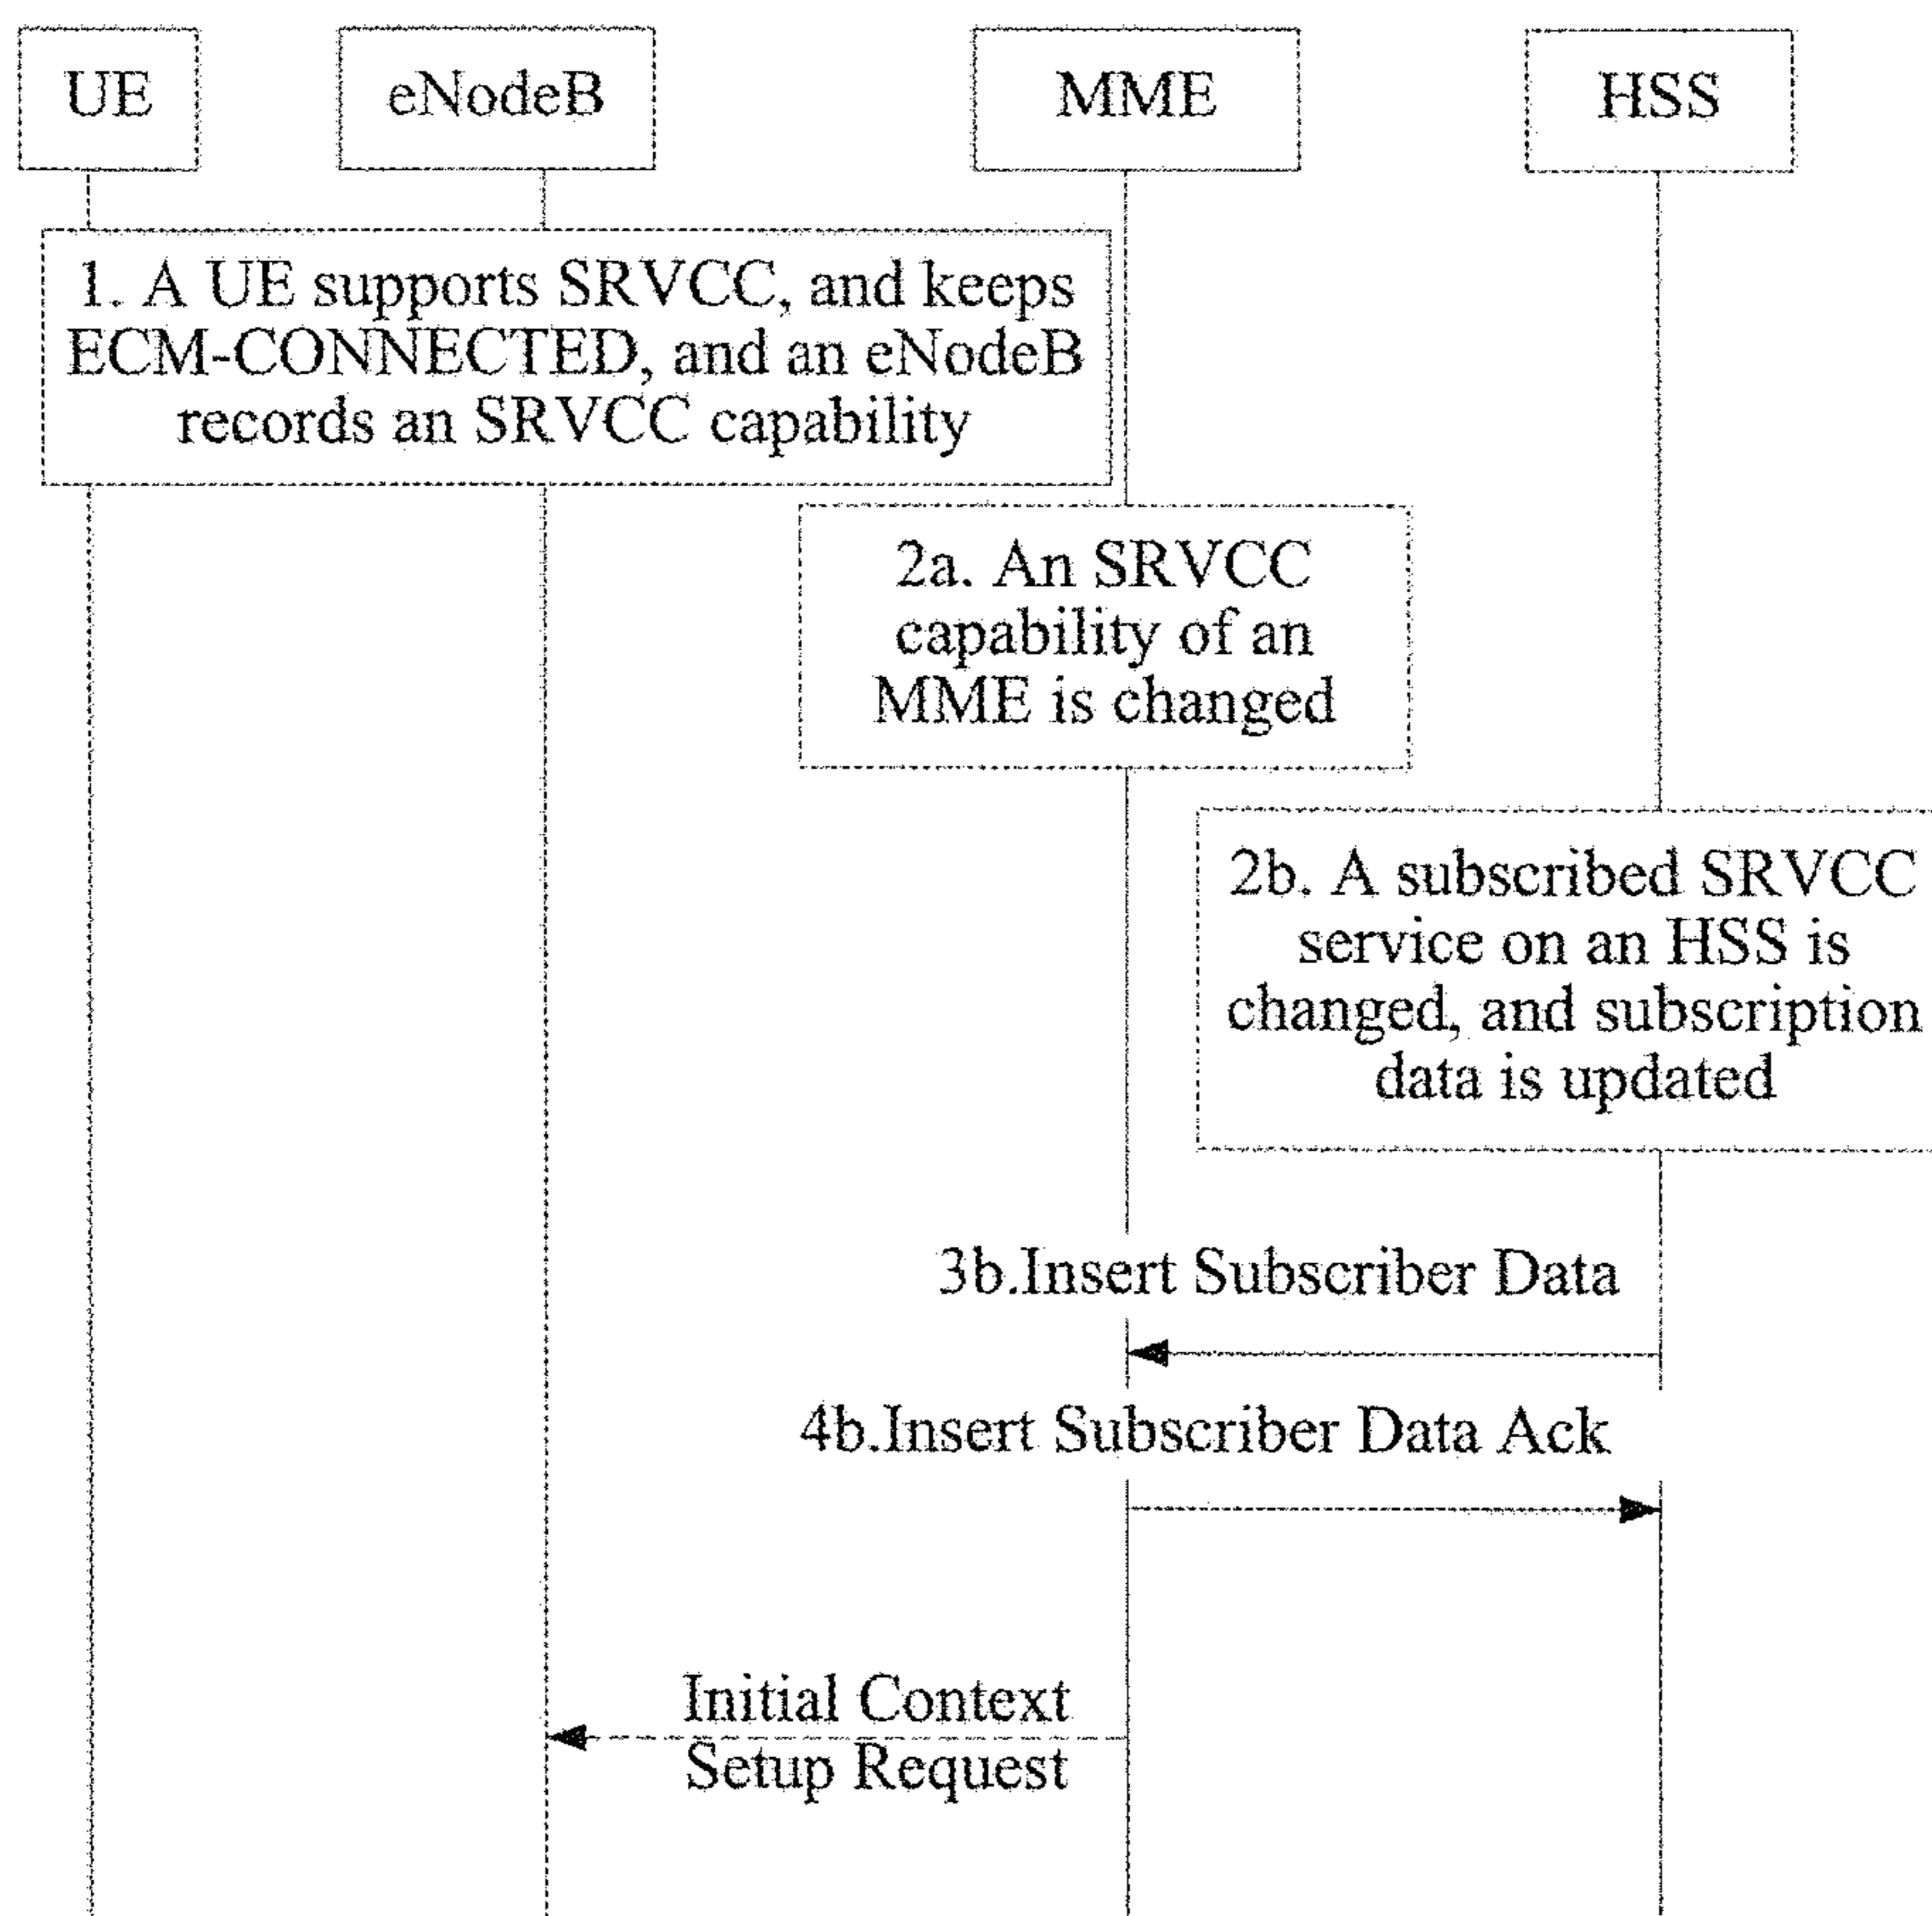 UE
eNodeB
MME
HSS
1. A UE supports SRVCC, and keeps
ECM-CONNECTED, and an eNodeB
records an SRVCC capability
2a. An SRVCC
capability of an
MME is changed
2b. A subscribed SRVCC
service on an HSS is
changed, and subscription
data is updated
3b.Insert Subscriber Data
4b.Insert Subscriber Data Ack
Initial Context
Setup Request